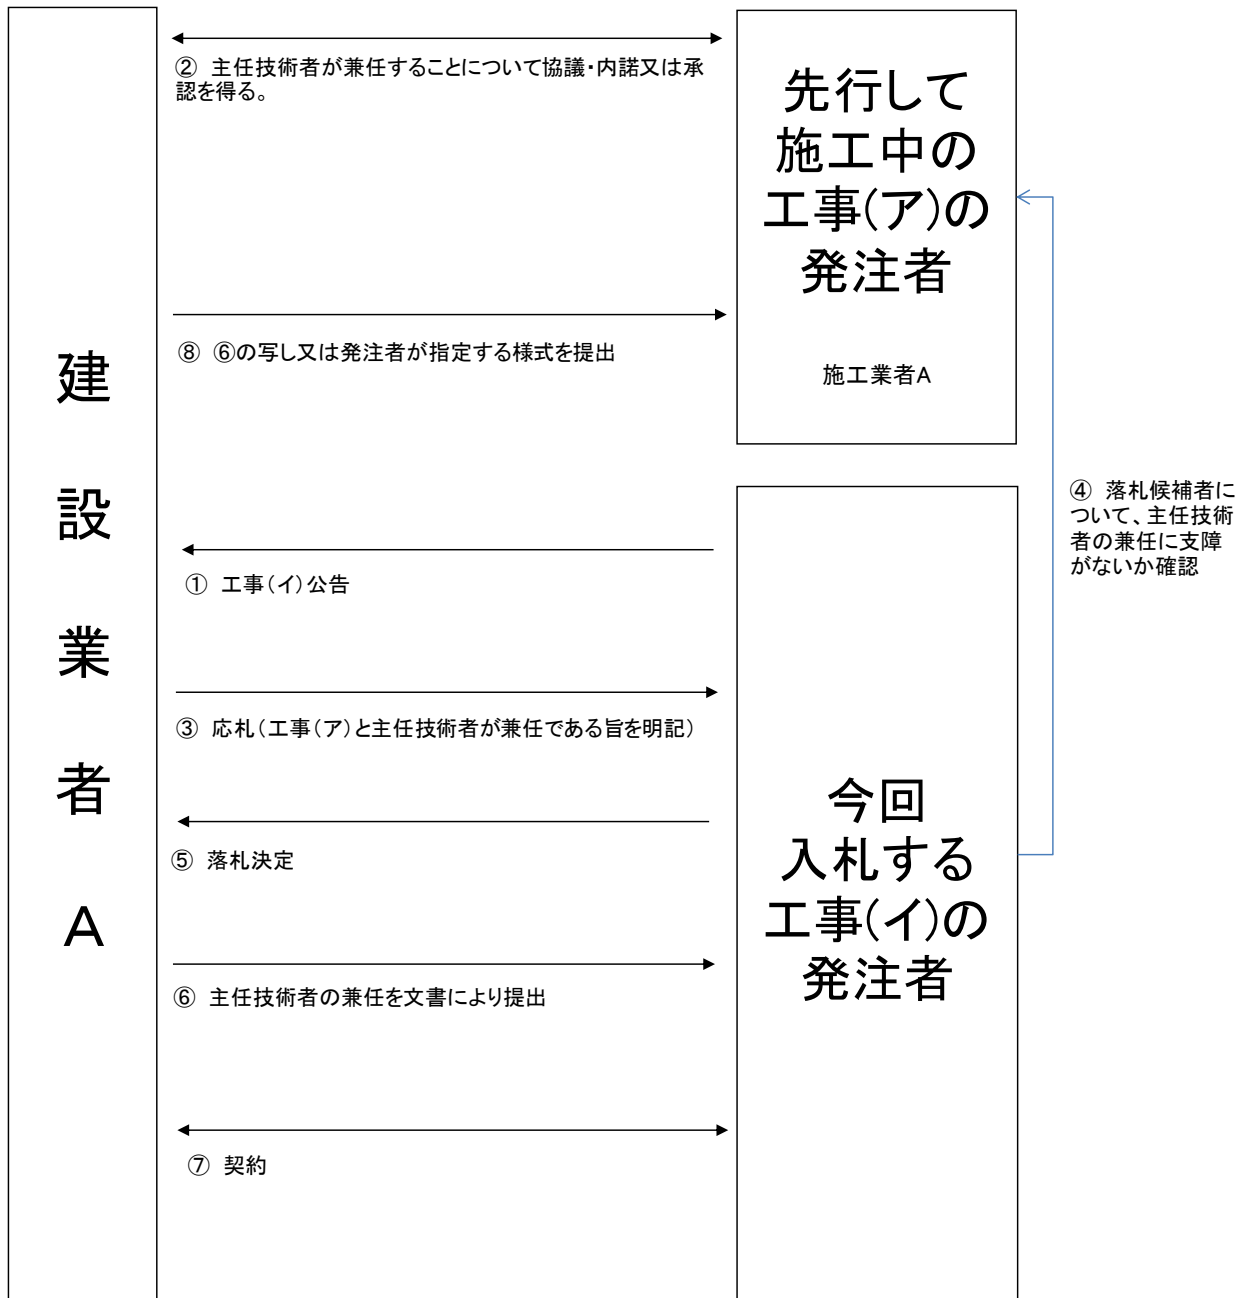 建
設
業
者
A
② 主任技術者が兼任することについて協議・内諾又は承
認を得る。
⑧ ⑥の写し又は発注者が指定する様式を提出
① 工事(イ)公告
③ 応札(工事(ア)と主任技術者が兼任である旨を明記)
⑤ 落札決定
⑥ 主任技術者の兼任を文書により提出
⑦ 契約
先行して
施工中の
工事(ア)の
発注者
施工業者A
今回
入札する
工事(イ)の
発注者
④ 落札候補者に
ついて、主任技術
者の兼任に支障
がないか確認